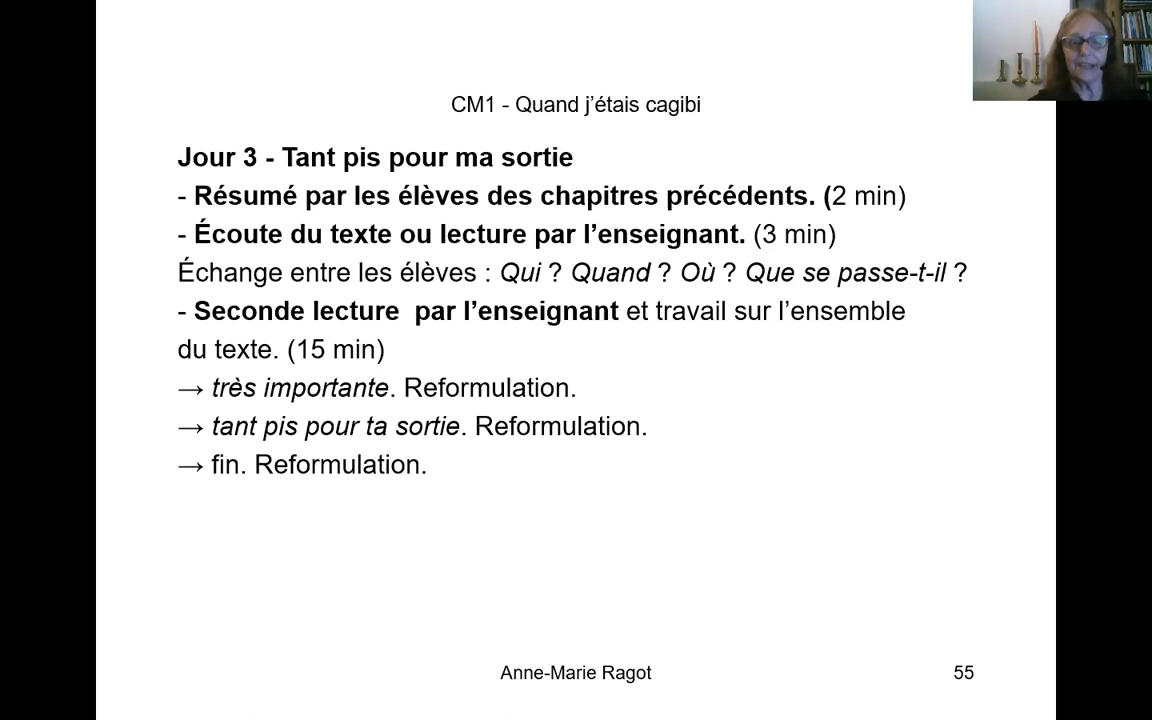 CM1 - Quand j’étais cagibi
Jour 3 - Tant pis pour ma sortie
- Résumé par les élèves des chapitres précédents. (2 min)
- Écoute du texte ou lecture par l’enseignant. (3 min)
Échange entre les élèves : Qui ? Quand ? Où ? Que se passe-t-il ?
- Seconde lecture  par l’enseignant et travail sur l’ensemble
du texte. (15 min)
→ très importante. Reformulation.
→ tant pis pour ta sortie. Reformulation.
→ fin. Reformulation.
Anne-Marie Ragot
55